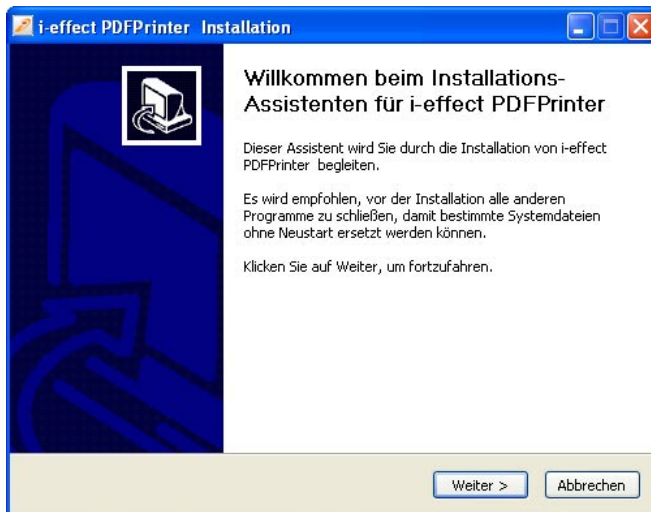 i-effect PDFPrinter Installation
Willkommen beim Installations-
Assistenten für i-effect PDFPrinter
Dieser Assistent wird Sie durch die Installation von i-effect
PDFPrinter begleiten.
Es wird empfohlen, vor der Installation alle anderen
Programme zu schließen, damit bestimmte Systemdateien
ohne Neustart ersetzt werden können.
Klicken Sie auf Weiter, um fortzufahren.
Weiter >
Abbrechen